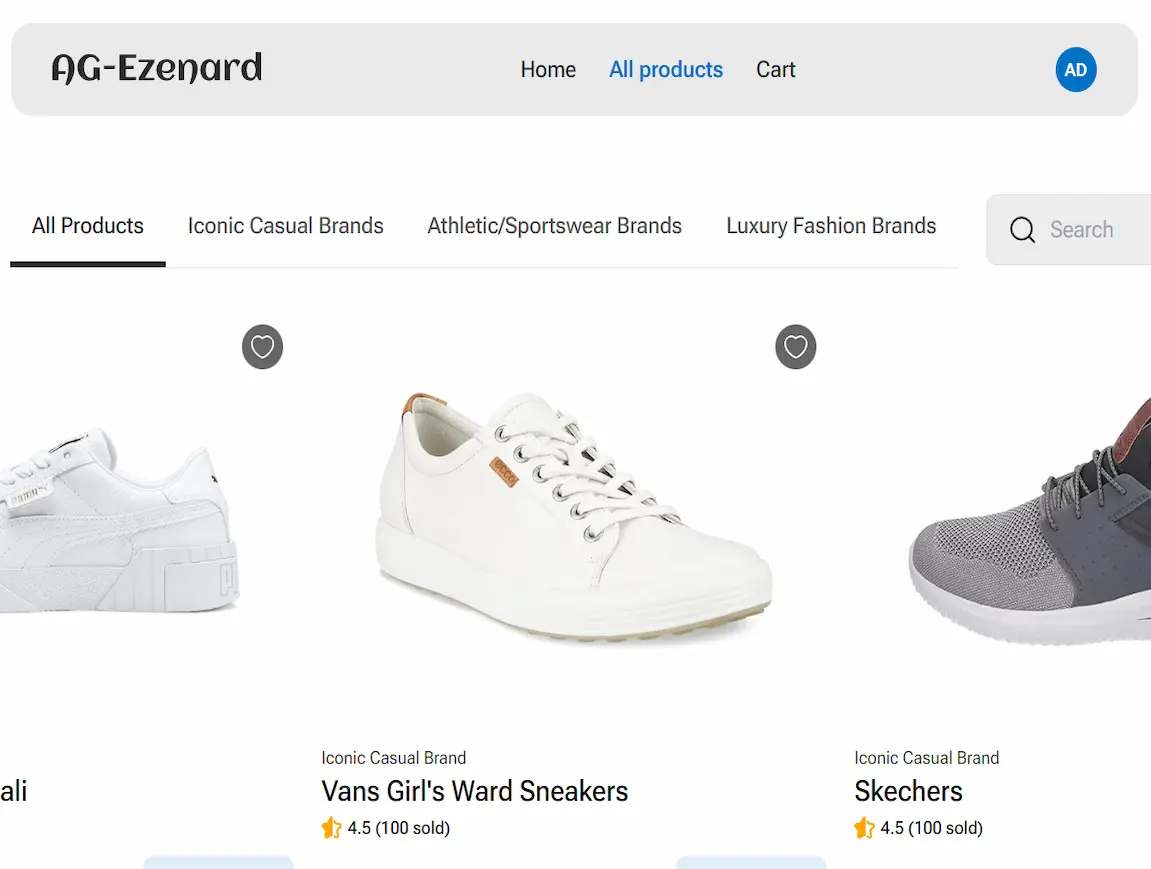 AG-Ezenard
Home All products Cart
AD
All Products Iconic Casual Brands Athletic/Sportswear Brands Luxury Fashion Brands
Search
ecco
Iconic Casual Brand
Iconic Casual Brand
ali
Vans Girl's Ward Sneakers
Skechers
4.5 (100 sold)
4.5 (100 sold)